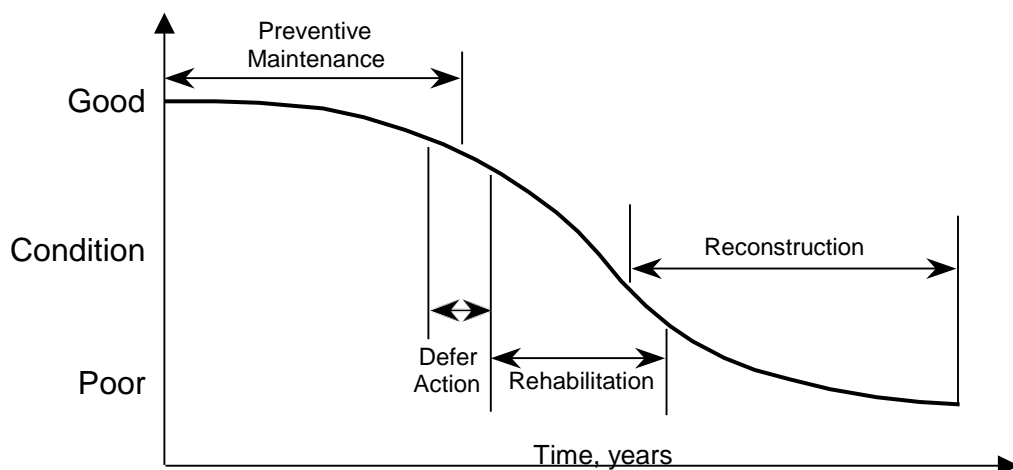 Preventive
Maintenance
Good
Condition
Reconstruction
Defer
Action
Rehabilitation
Poor
Time, years